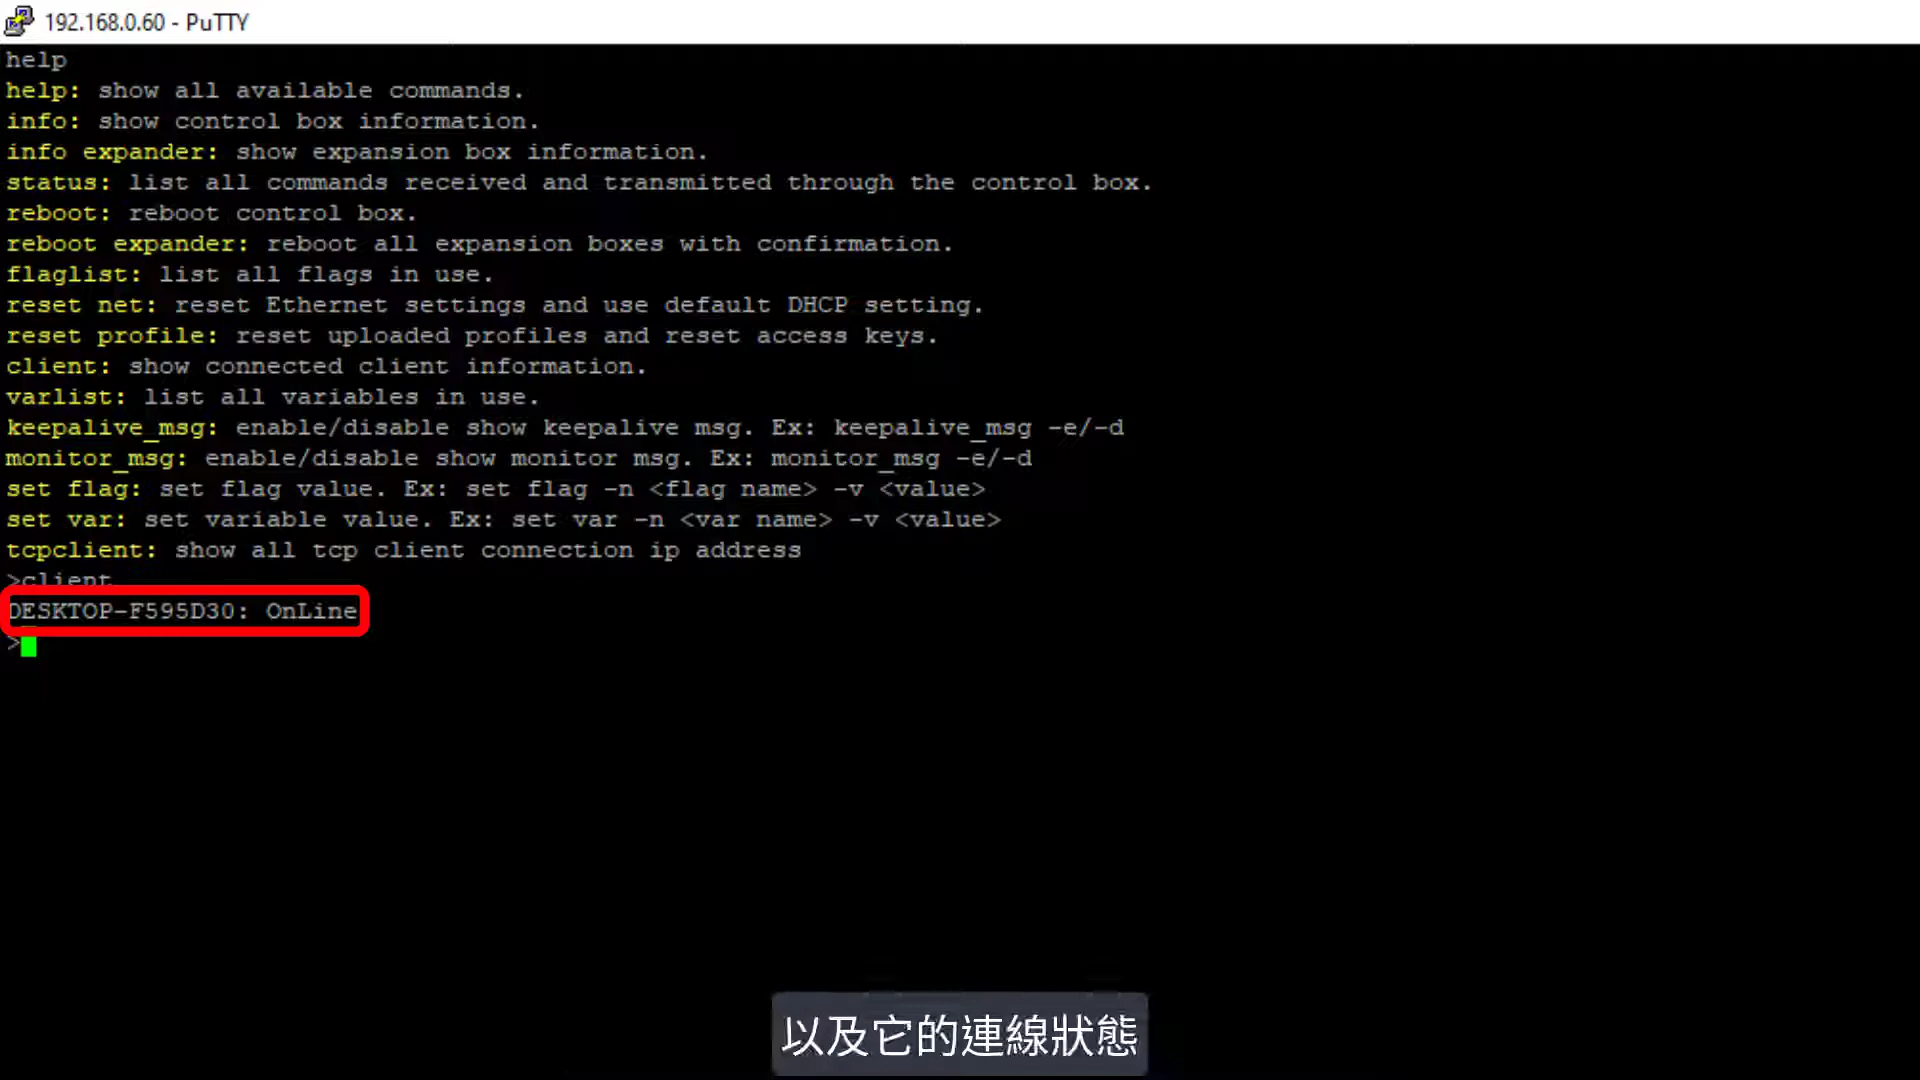 192.168.0.60 - PuTTY
help
help: show all available commands.
info: show control box information.
info expander: show expansion box information.
status: list all commands received and transmitted through the control box.
reboot: reboot control box.
reboot expander: reboot all expansion boxes with confirmation.
flaglist: list all flags in use.
reset net: reset Ethernet settings and use default DHCP setting.
reset profile: reset uploaded profiles and reset access keys.
client: show connected client information.
varlist: list all variables in use.
keepalive_msg: enable/disable show keepalive msg. Ex: keepalive_msg -e/-d
monitor_msg: enable/disable show monitor msg. Ex: monitor_msg -e/-d
set flag: set flag value. Ex: set flag -n <flag name> -v <value>
set var: set variable value. Ex: set var -n <var name> -v <value>
tcpclient: show all tcp client connection ip address
>client
DESKTOP-F595D30: OnLine
>
以及它的連線狀態